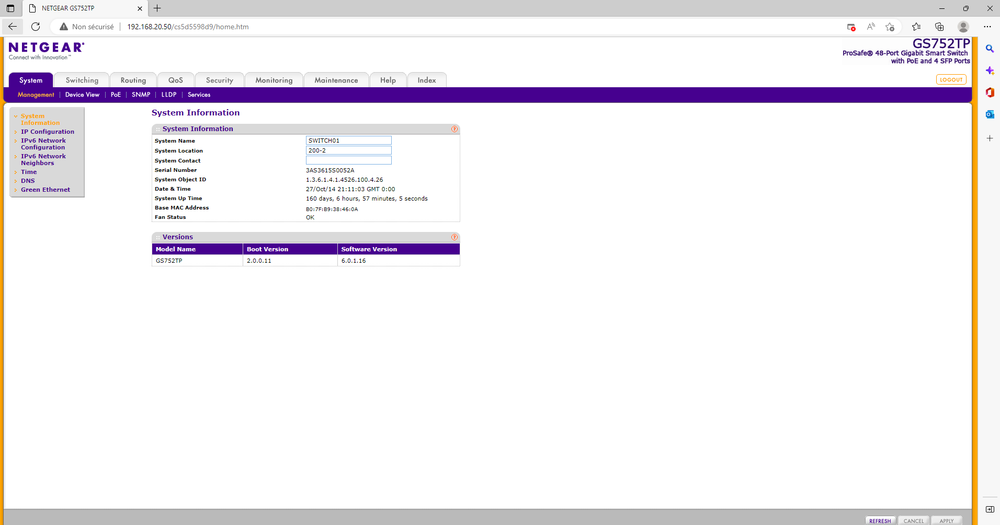 NETGEAR GS752TP
Non sécurisé 192.168.20.50/cs5d5598d9/home.htm
NETGEAR®
Connect with Innovation™
GS752TP
ProSafe® 48-Port Gigabit Smart Switch
with PoE and 4 SFP Ports
System Switching Routing QoS Security Monitoring Maintenance Help Index LOGOUT
Management Device View PoE SNMP LLDP Services
System
Information
IP Configuration
IPv6 Network
Configuration
IPv6 Network
Neighbors
Time
DNS
Green Ethernet
System Information
System Information
System Name SWITCH01
System Location 200-2
System Contact
Serial Number 3AS3615S0052A
System Object ID 1.3.6.1.4.1.4526.100.4.26
Date & Time 27/Oct/14 21:11:03 GMT 0:00
System Up Time 160 days, 6 hours, 57 minutes, 5 seconds
Base MAC Address B0:7F:B9:38:46:0A
Fan Status OK
Versions
Model Name Boot Version Software Version
GS752TP 2.0.0.11 6.0.1.16
REFRESH CANCEL APPLY